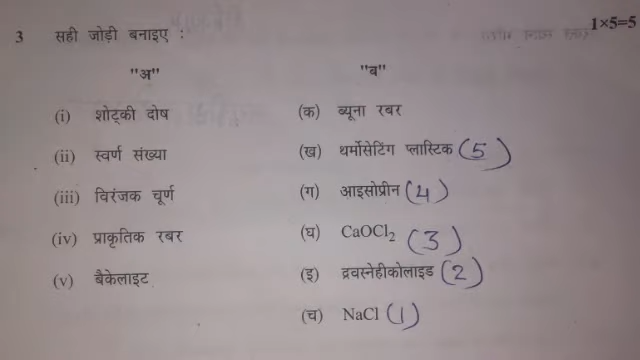 1×5=5
3 सही जोड़ी बनाइए :
"अ" "ब"
(i) शोट्की दोष (क) ब्यूना रबर
(ii) स्वर्ण संख्या (ख) थर्मोसेटिंग प्लास्टिक (5)
(iii) विरंजक चूर्ण (ग) आइसोप्रीन (4)
(iv) प्राकृतिक रबर (घ) CaOCl₂ (3)
(v) बैकेलाइट (ड़) द्रवस्नेहीकोलाइड (2)
(च) NaCl (1)